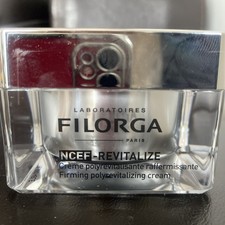 LABORATOIRES
FILORGA
PARIS
NCEF-REVITALIZE
Crème polyrevitalisante raffermissante
Firming polyrevitalizing cream